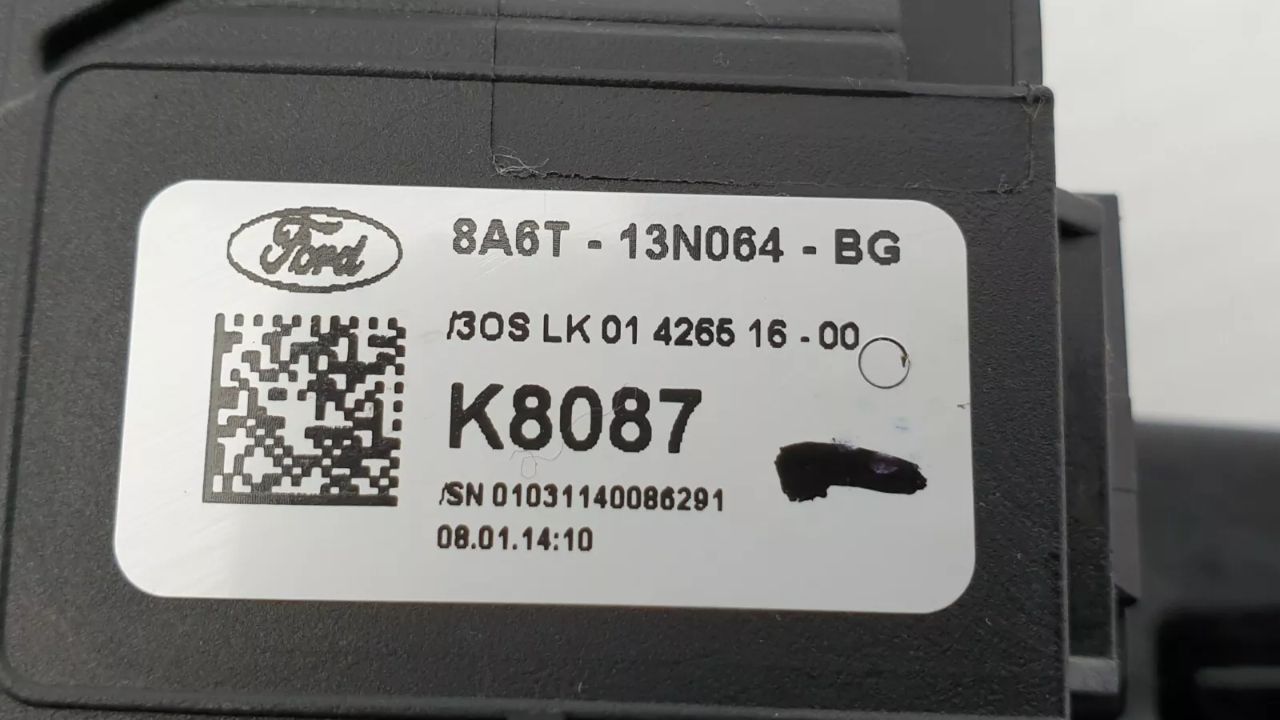 Ford
8A6T - 13N064 - BG
/3OS LK 01 4265 16 - 00
K8087
/SN 01031140086291
08.01.14:10